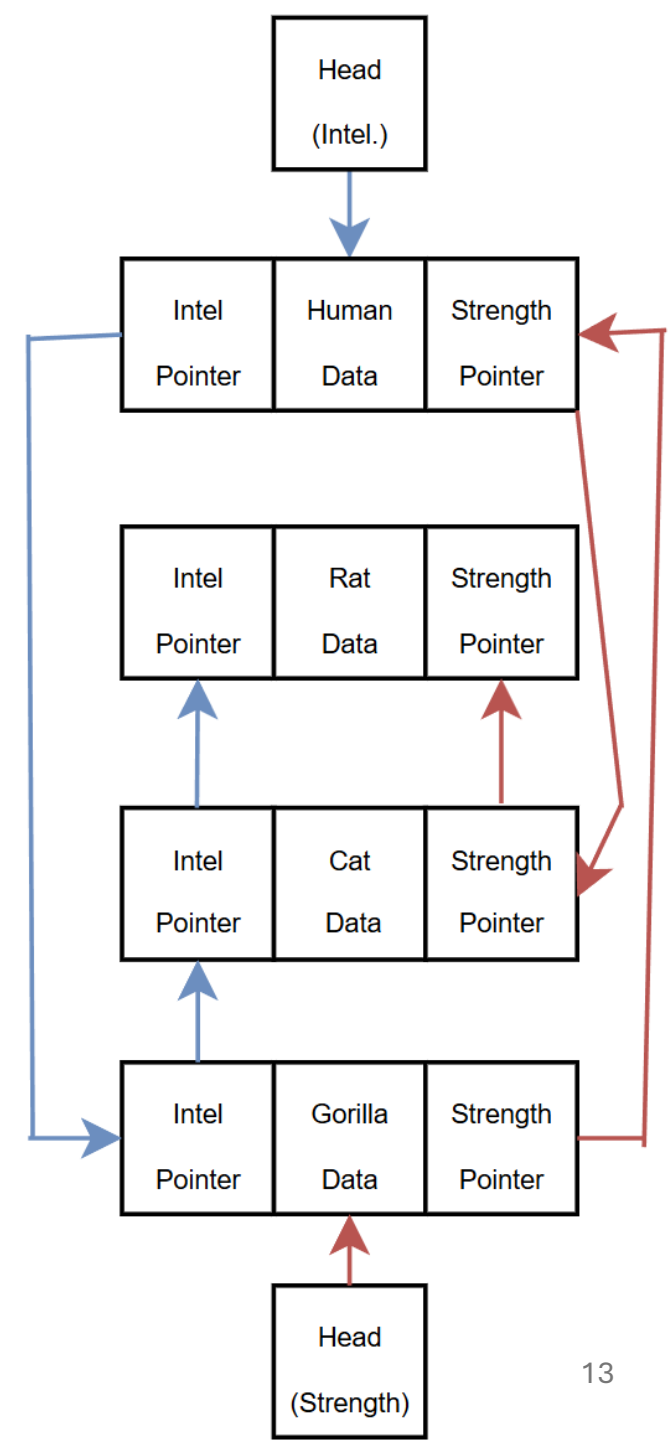 Head
(Intel.)
Intel Human Strength
Pointer Data Pointer
Intel Rat Strength
Pointer Data Pointer
Intel Cat Strength
Pointer Data Pointer
Intel Gorilla Strength
Pointer Data Pointer
Head
(Strength)
13